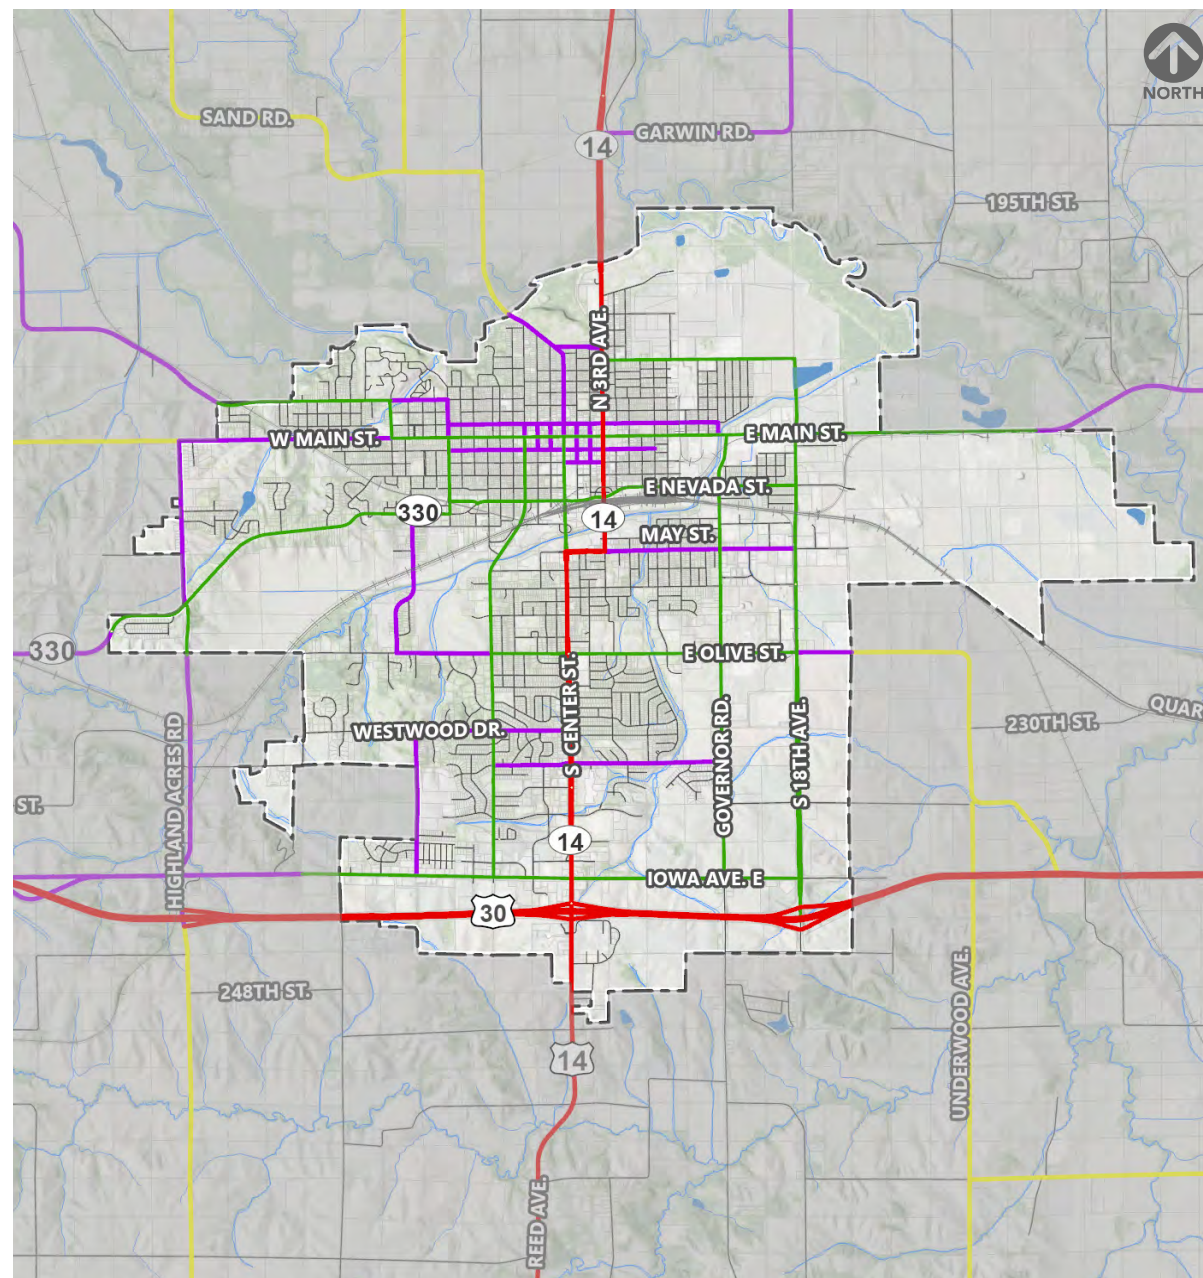 NORTH
SAND RD.
GARWIN RD.
14
195TH ST.
N 3RD AVE.
W MAIN ST.
E MAIN ST.
E NEVADA ST.
330
14
MAY ST.
330
E OLIVE ST.
S CENTER ST.
WESTWOOD DR.
GOVERNOR RD.
S 18TH AVE.
230TH ST.
QUAR
HIGHLAND ACRES RD
ST.
14
IOWA AVE. E
30
248TH ST.
UNDERWOOD AVE.
14
REED AVE.